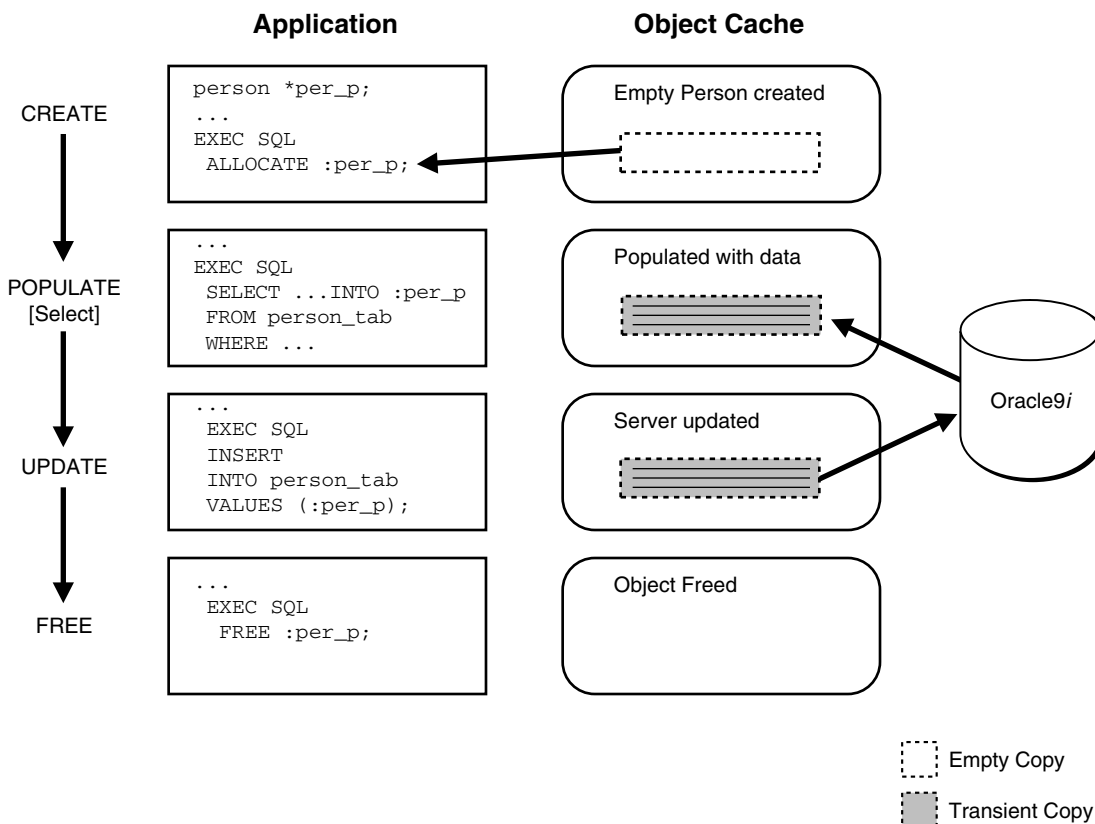 Application
Object Cache
CREATE
person *per_p;
...
EXEC SQL
ALLOCATE :per_p;
Empty Person created
POPULATE
[Select]
...
EXEC SQL
SELECT ...INTO :per_p
FROM person_tab
WHERE ...
Populated with data
Oracle9i
UPDATE
...
EXEC SQL
INSERT
INTO person_tab
VALUES (:per_p);
Server updated
FREE
...
EXEC SQL
FREE :per_p;
Object Freed
Empty Copy
Transient Copy